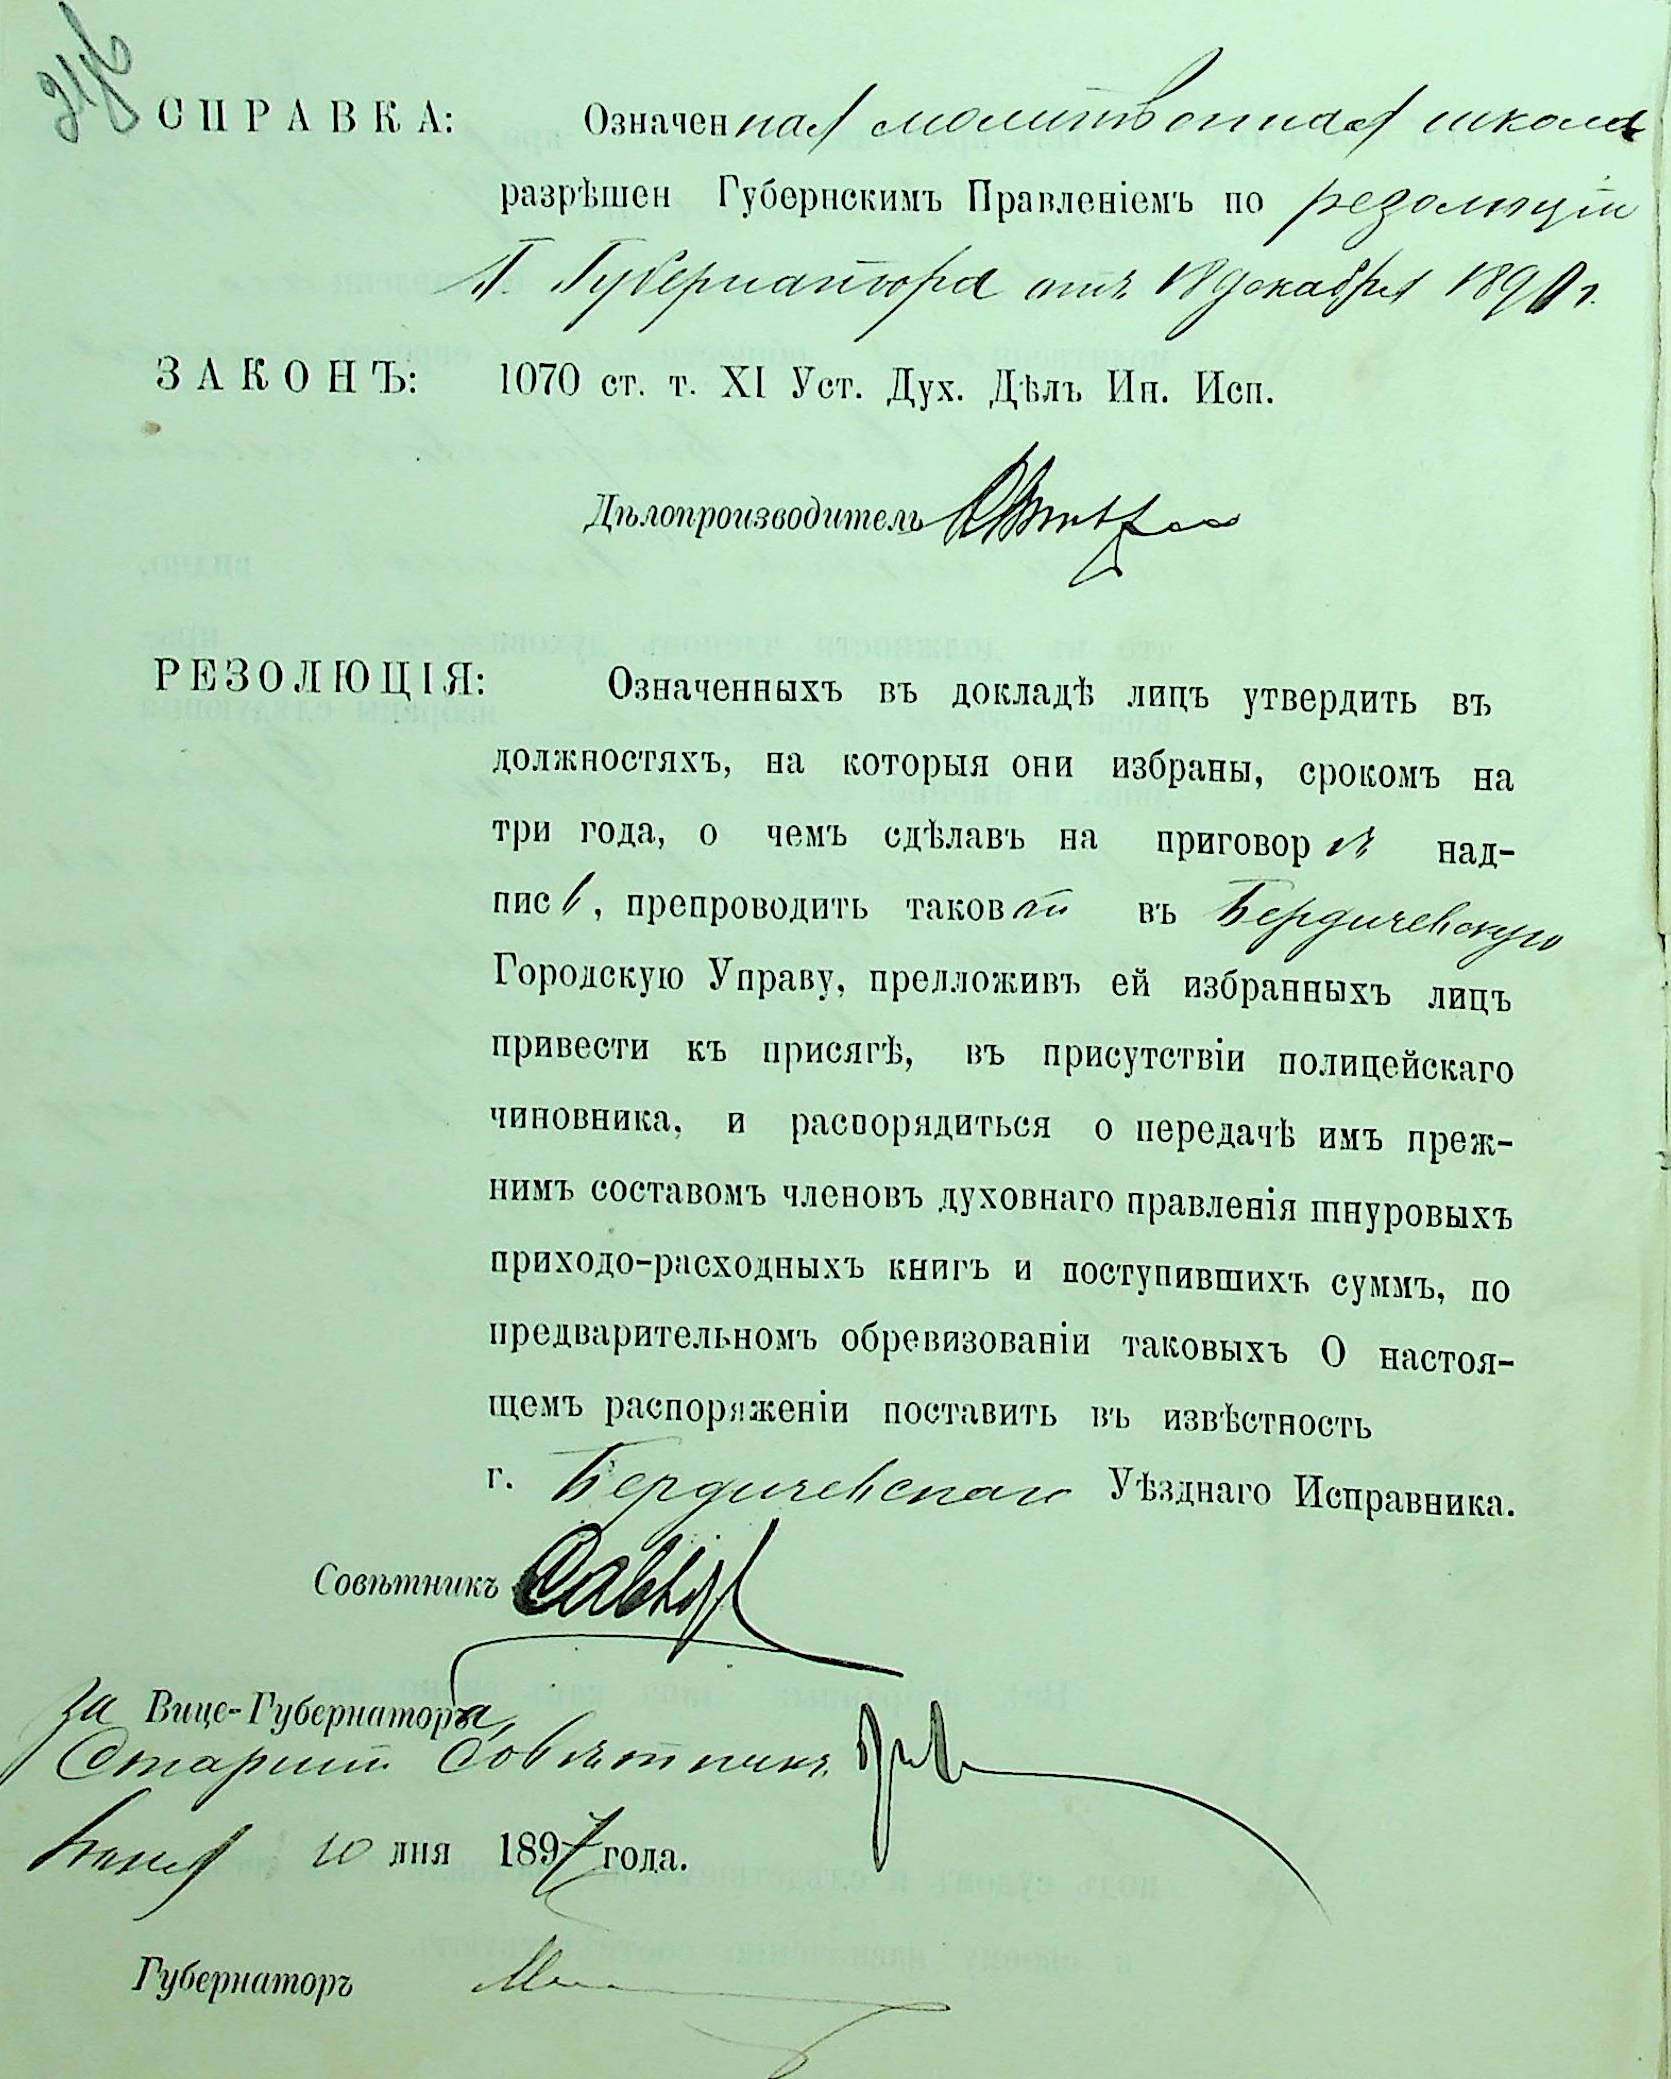 СПРАВКА: Означенная молитвенная школа
разрѣшен Губернскимъ Правленіемъ по резолюціи
Г. Губернатора отъ 18 декабря 1890 г.
ЗАКОНЪ: 1070 ст. т. XI Уст. Дух. Дѣлъ Ин. Исп.
Дѣлопроизводитель
РЕЗОЛЮЦІЯ: Означенныхъ въ докладѣ лицъ утвердить въ
должностяхъ, на которыя они избраны, срокомъ на
три года, о чемъ сдѣлавъ на приговорѣ над-
пись, препроводить таковой въ Бердичевскую
Городскую Управу, предложивъ ей избранныхъ лицъ
привести къ присягѣ, въ присутствіи полицейскаго
чиновника, и распорядиться о передачѣ имъ преж-
нимъ составомъ членовъ духовнаго правленія шнуровыхъ
приходо-расходныхъ книгъ и поступившихъ суммъ, по
предварительномъ обревизованіи таковыхъ О настоя-
щемъ распоряженіи поставить въ извѣстность
г. Бердичевскаго Уѣзднаго Исправника.
Совѣтникъ
За Вице-Губернатора,
Старшій Совѣтникъ
10 дня 1897 года.
Губернаторъ